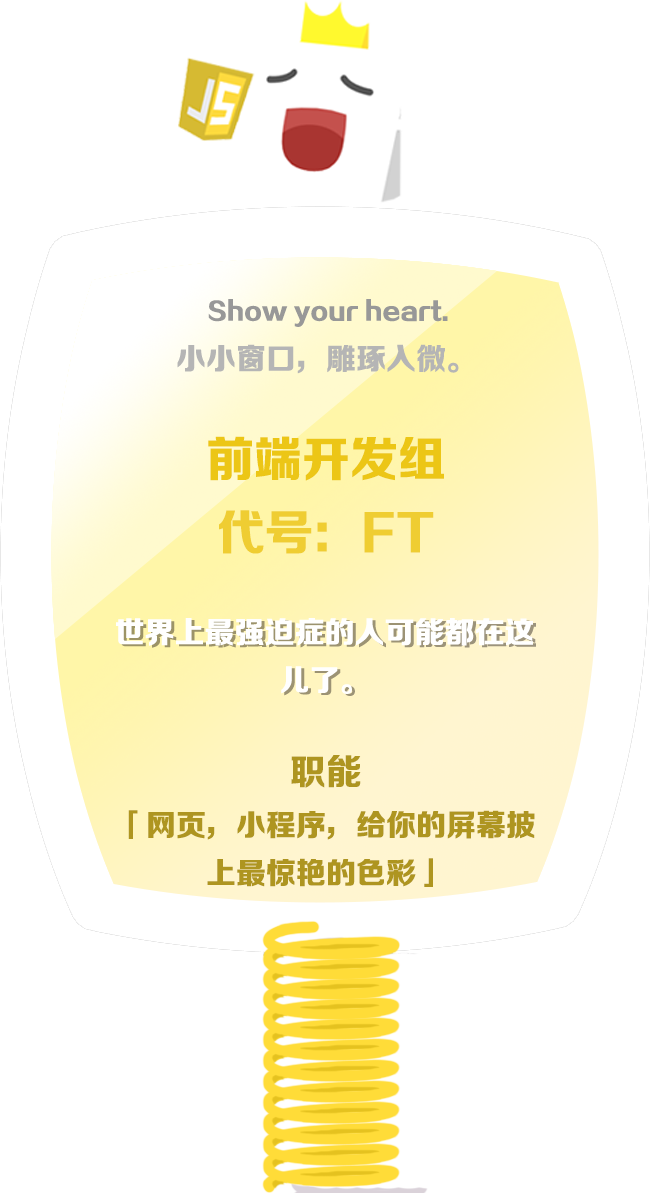 JS
Show your heart.
小小窗口，雕琢入微。
前端开发组
代号：FT
世界上最强迫症的人可能都在这
儿了。
职能
「网页，小程序，给你的屏幕披
上最惊艳的色彩」